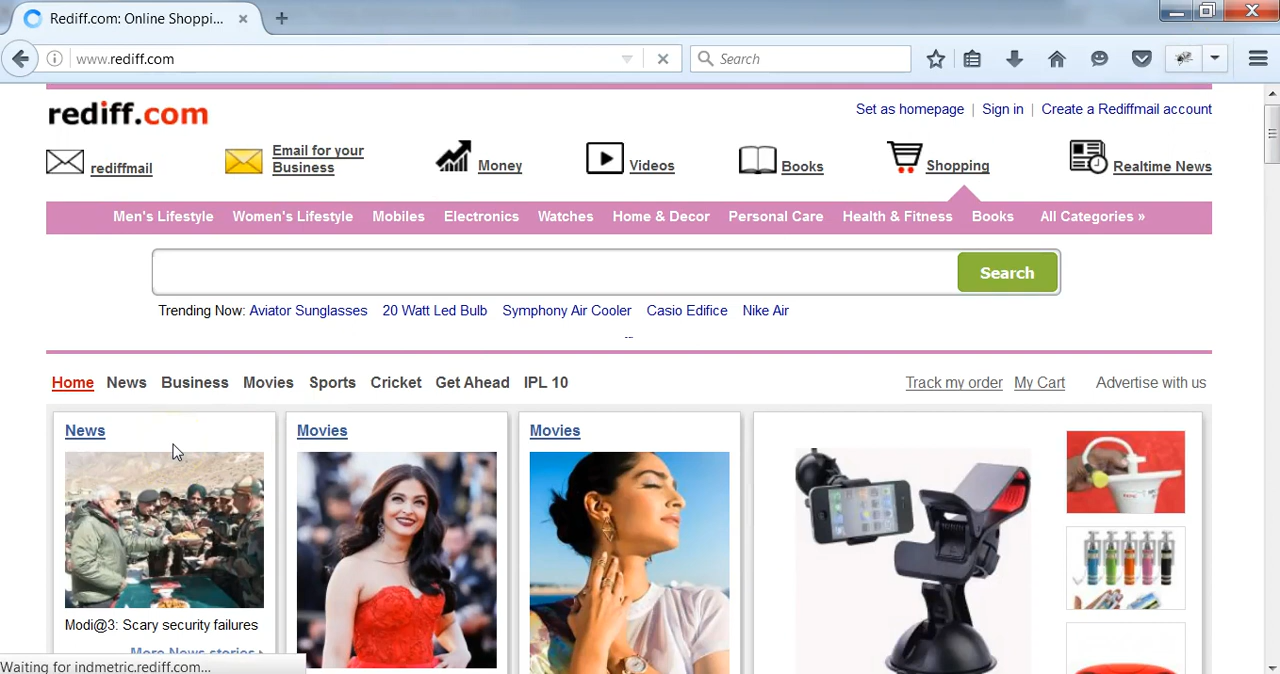 Rediff.com: Online Shoppi...
www.rediff.com
Search
rediff.com
Set as homepage | Sign in | Create a Rediffmail account
rediffmail
Email for your
Business
Money
Videos
Books
Shopping
Realtime News
Men's Lifestyle Women's Lifestyle Mobiles Electronics Watches Home & Decor Personal Care Health & Fitness Books All Categories »
Search
Trending Now: Aviator Sunglasses 20 Watt Led Bulb Symphony Air Cooler Casio Edifice Nike Air
Home News Business Movies Sports Cricket Get Ahead IPL 10 Track my order My Cart Advertise with us
News
Movies
Movies
Modi@3: Scary security failures
More News stories
Waiting for indmetric.rediff.com...